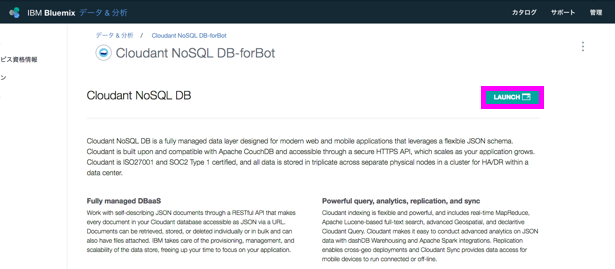 IBM Bluemix データ & 分析
カタログ サポート 管理
データ & 分析 / Cloudant NoSQL DB-forBot
Cloudant NoSQL DB-forBot
ビス資格情報
ン
Cloudant NoSQL DB
LAUNCH
Cloudant NoSQL DB is a fully managed data layer designed for modern web and mobile applications that leverages a flexible JSON schema.
Cloudant is built upon and compatible with Apache CouchDB and accessible through a secure HTTPS API, which scales as your application grows.
Cloudant is ISO27001 and SOC2 Type 1 certified, and all data is stored in triplicate across separate physical nodes in a cluster for HA/DR within a
data center.
Fully managed DBaaS
Work with self-describing JSON documents through a RESTful API that makes
every document in your Cloudant database accessible as JSON via a URL.
Documents can be retrieved, stored, or deleted individually or in bulk and can
also have files attached. IBM takes care of the provisioning, management, and
scalability of the data store, freeing up your time to focus on your application.
Powerful query, analytics, replication, and sync
Cloudant indexing is flexible and powerful, and includes real-time MapReduce,
Apache Lucene-based full-text search, advanced Geospatial, and declartive
Cloudant Query. Cloudant makes it easy to conduct advanced analytics on JSON
data with dashDB Warehousing and Apache Spark integrations. Replication
enables cross-geo deployments and Cloudant Sync provides data access for
mobile devices to run connected or off-line.